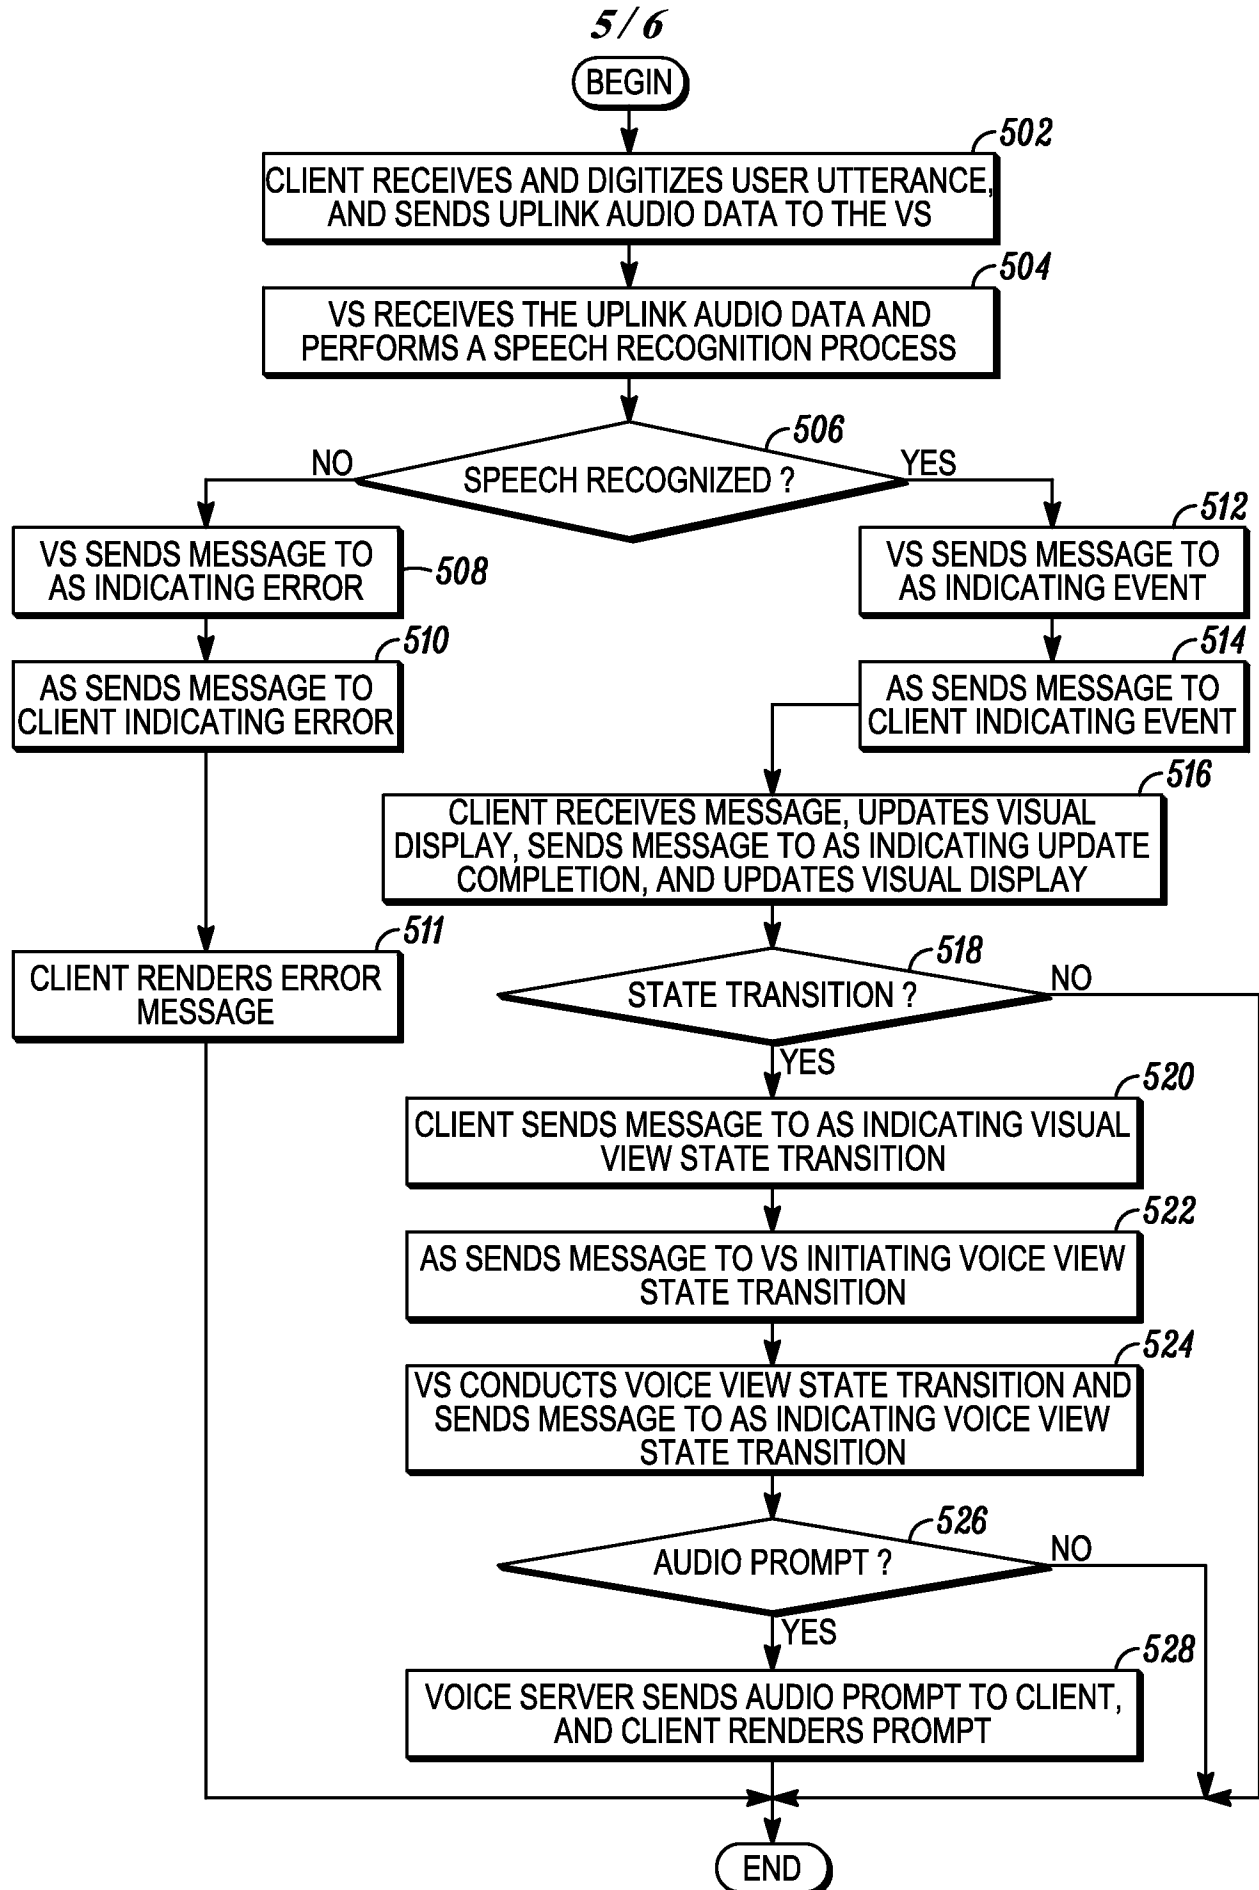 5/6
BEGIN
502
CLIENT RECEIVES AND DIGITIZES USER UTTERANCE,
AND SENDS UPLINK AUDIO DATA TO THE VS
504
VS RECEIVES THE UPLINK AUDIO DATA AND
PERFORMS A SPEECH RECOGNITION PROCESS
506
SPEECH RECOGNIZED ?
NO
YES
VS SENDS MESSAGE TO
AS INDICATING ERROR
508
510
AS SENDS MESSAGE TO
CLIENT INDICATING ERROR
511
CLIENT RENDERS ERROR
MESSAGE
512
VS SENDS MESSAGE TO
AS INDICATING EVENT
514
AS SENDS MESSAGE TO
CLIENT INDICATING EVENT
516
CLIENT RECEIVES MESSAGE, UPDATES VISUAL
DISPLAY, SENDS MESSAGE TO AS INDICATING UPDATE
COMPLETION, AND UPDATES VISUAL DISPLAY
518
STATE TRANSITION ?
NO
YES
520
CLIENT SENDS MESSAGE TO AS INDICATING VISUAL
VIEW STATE TRANSITION
522
AS SENDS MESSAGE TO VS INITIATING VOICE VIEW
STATE TRANSITION
524
VS CONDUCTS VOICE VIEW STATE TRANSITION AND
SENDS MESSAGE TO AS INDICATING VOICE VIEW
STATE TRANSITION
526
AUDIO PROMPT ?
NO
YES
528
VOICE SERVER SENDS AUDIO PROMPT TO CLIENT,
AND CLIENT RENDERS PROMPT
END